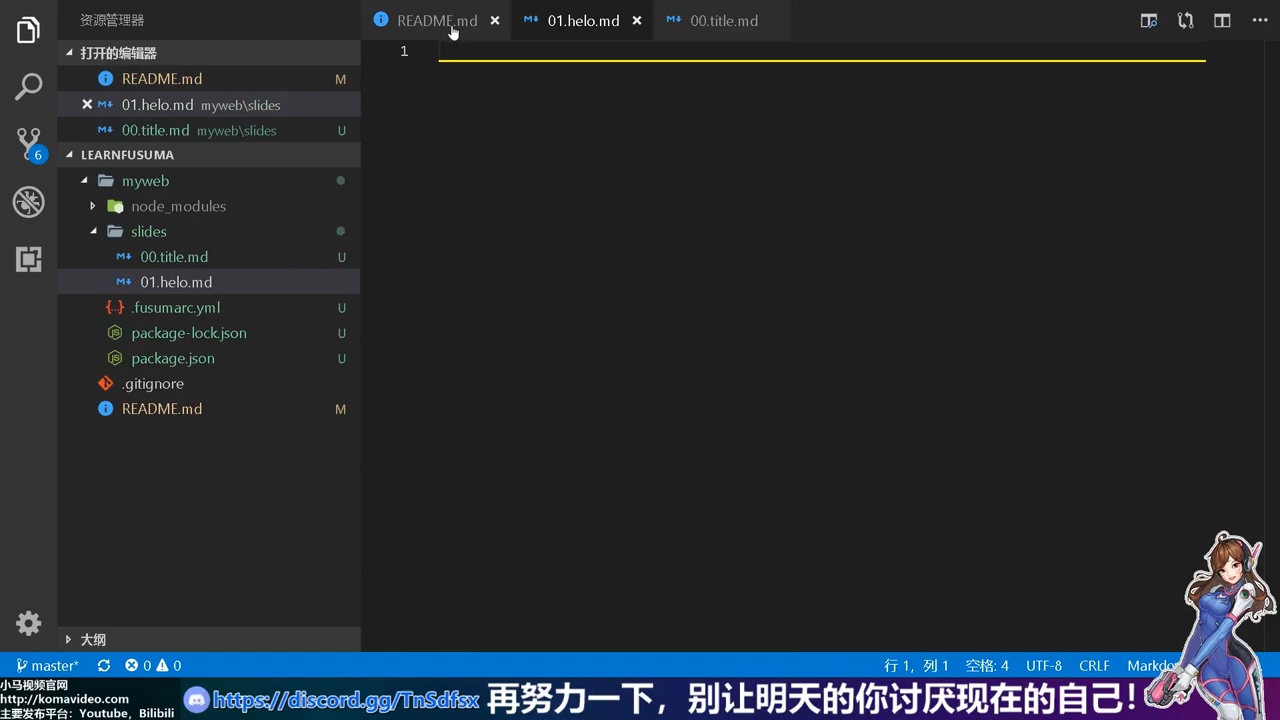 资源管理器
README.md
01.helo.md
00.title.md
打开的编辑器
README.md M
01.helo.md myweb\slides
00.title.md myweb\slides U
LEARNFUSUMA
myweb
node_modules
slides
00.title.md U
01.helo.md
.fusumarc.yml U
package-lock.json U
package.json U
.gitignore
README.md M
1
6
大纲
master* 0 0 行 1，列 1 空格: 4 UTF-8 CRLF
小马视频官网
http://komavideo.com
主要发布平台：Youtube，Bilibili
https://discord.gg/TnSdfsx 再努力一下，别让明天的你讨厌现在的自己！